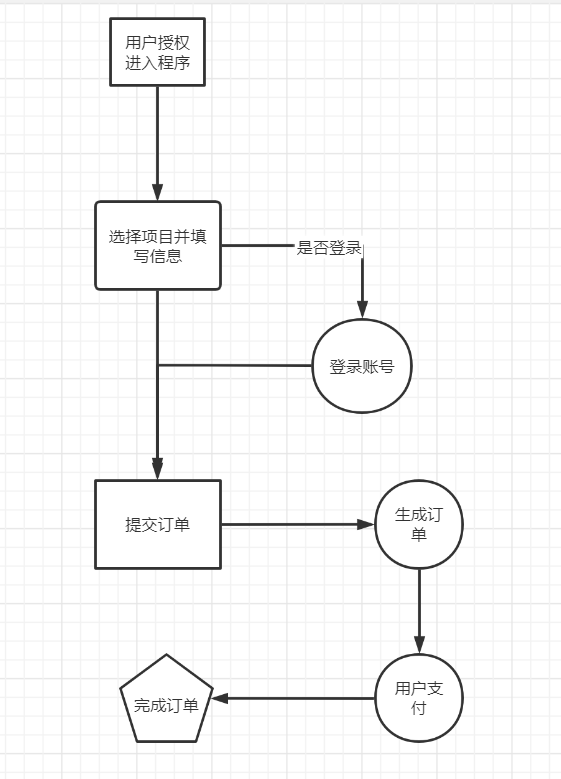 用户授权
进入程序
选择项目并填
写信息
是否登录
登录账号
提交订单
生成订
单
用户支
付
完成订单